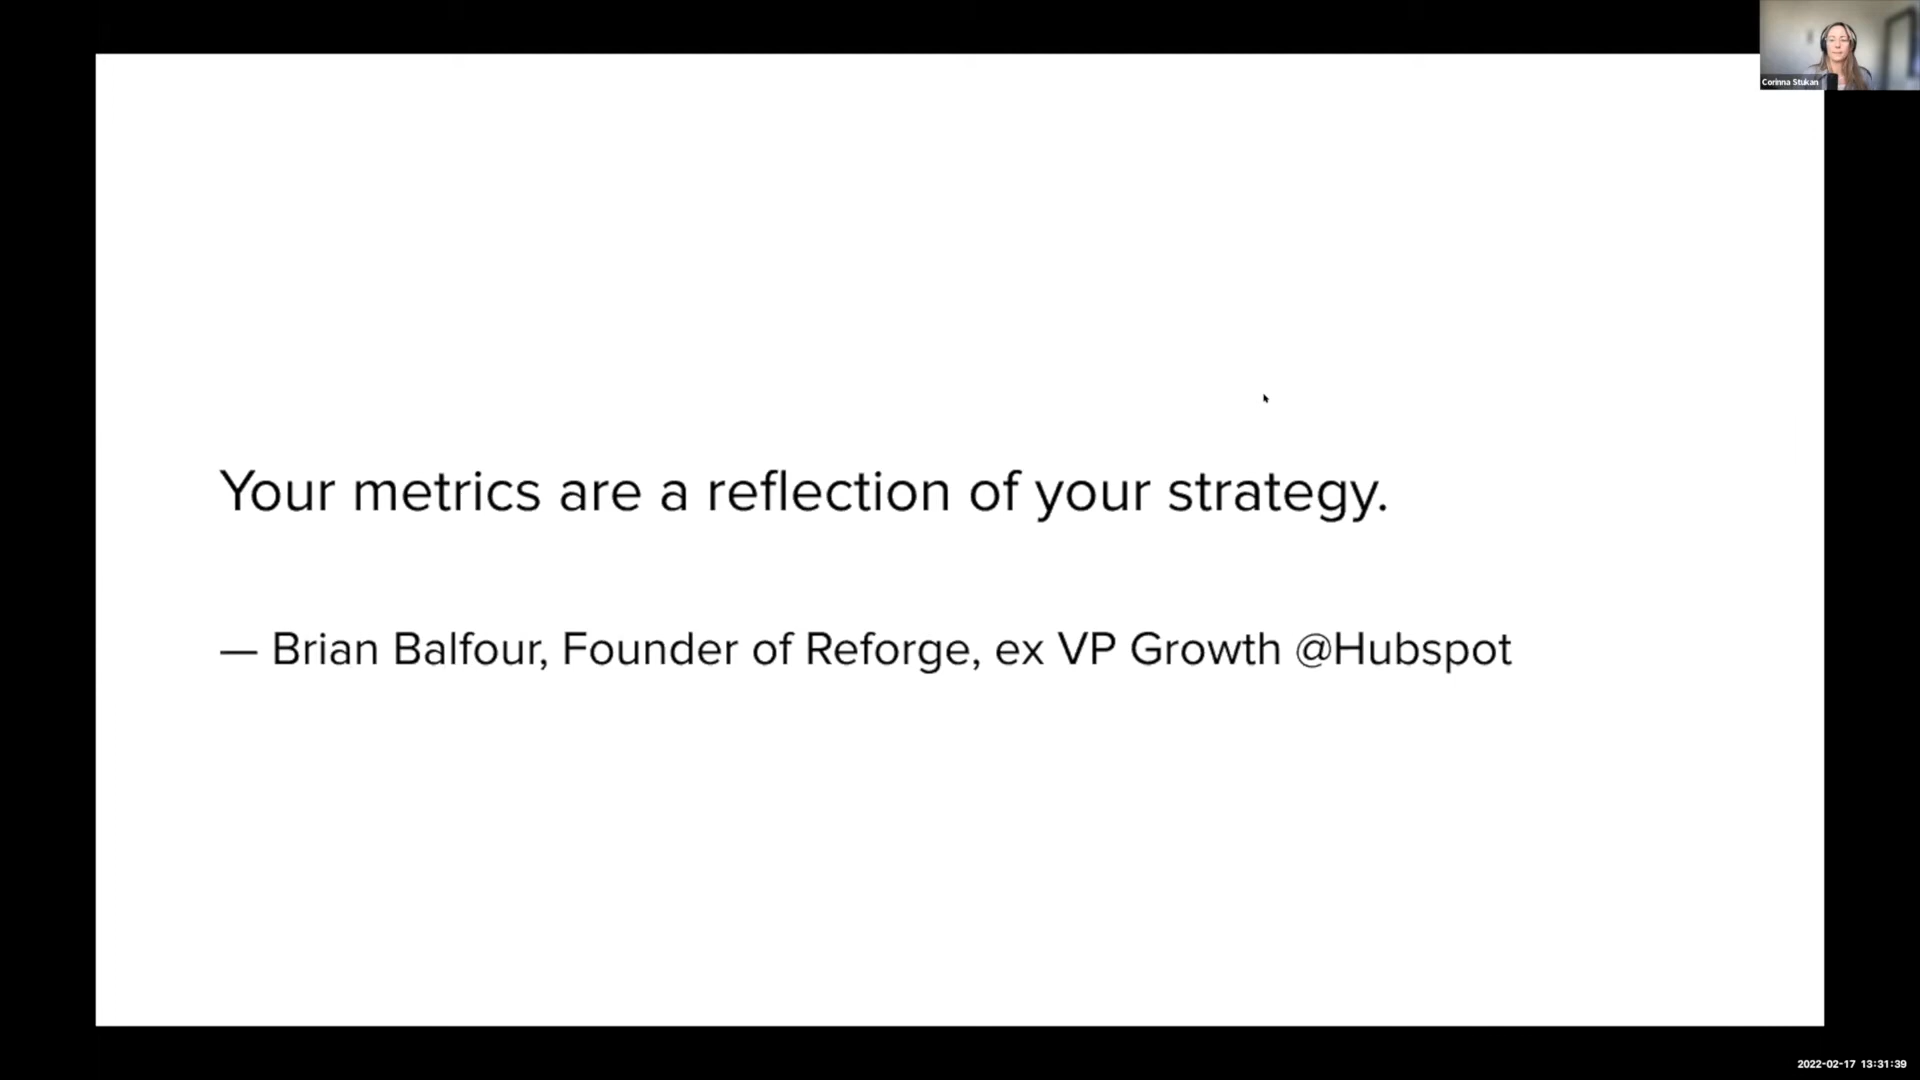 Corinna Stukan
Your metrics are a reflection of your strategy.
— Brian Balfour, Founder of Reforge, ex VP Growth @Hubspot
2022-02-17 13:31:39